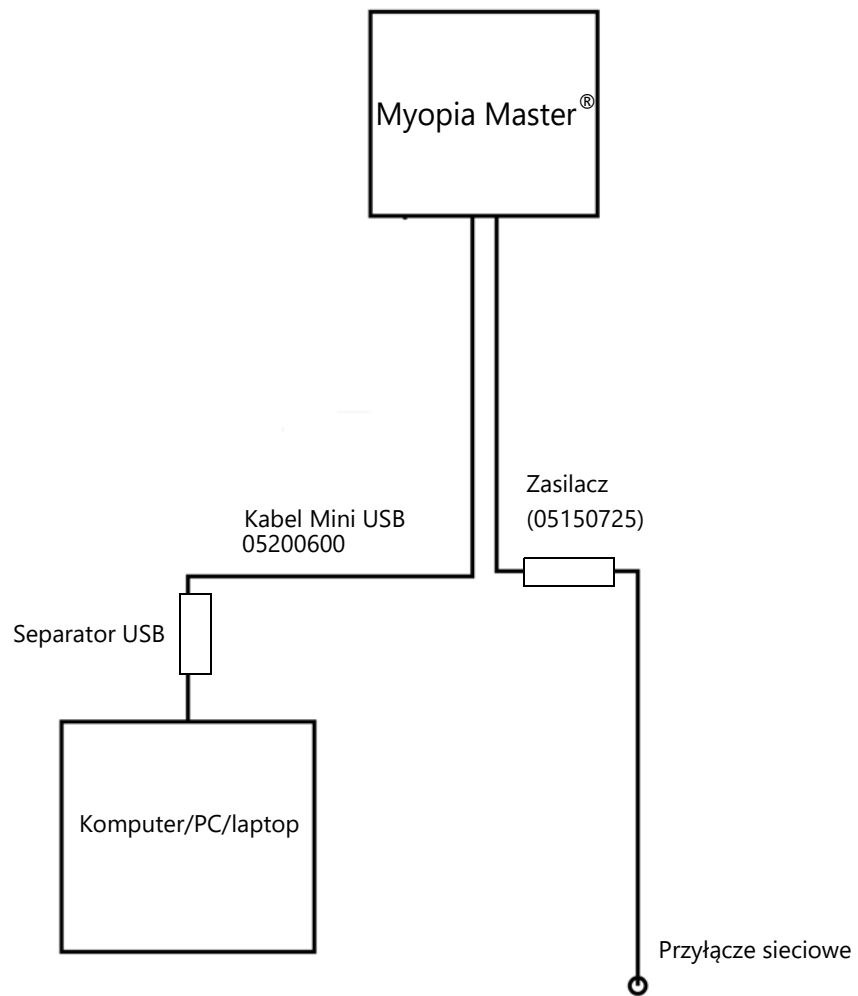 Myopia Master®
Zasilacz
(05150725)
Kabel Mini USB
05200600
Separator USB
Komputer/PC/laptop
Przyłącze sieciowe